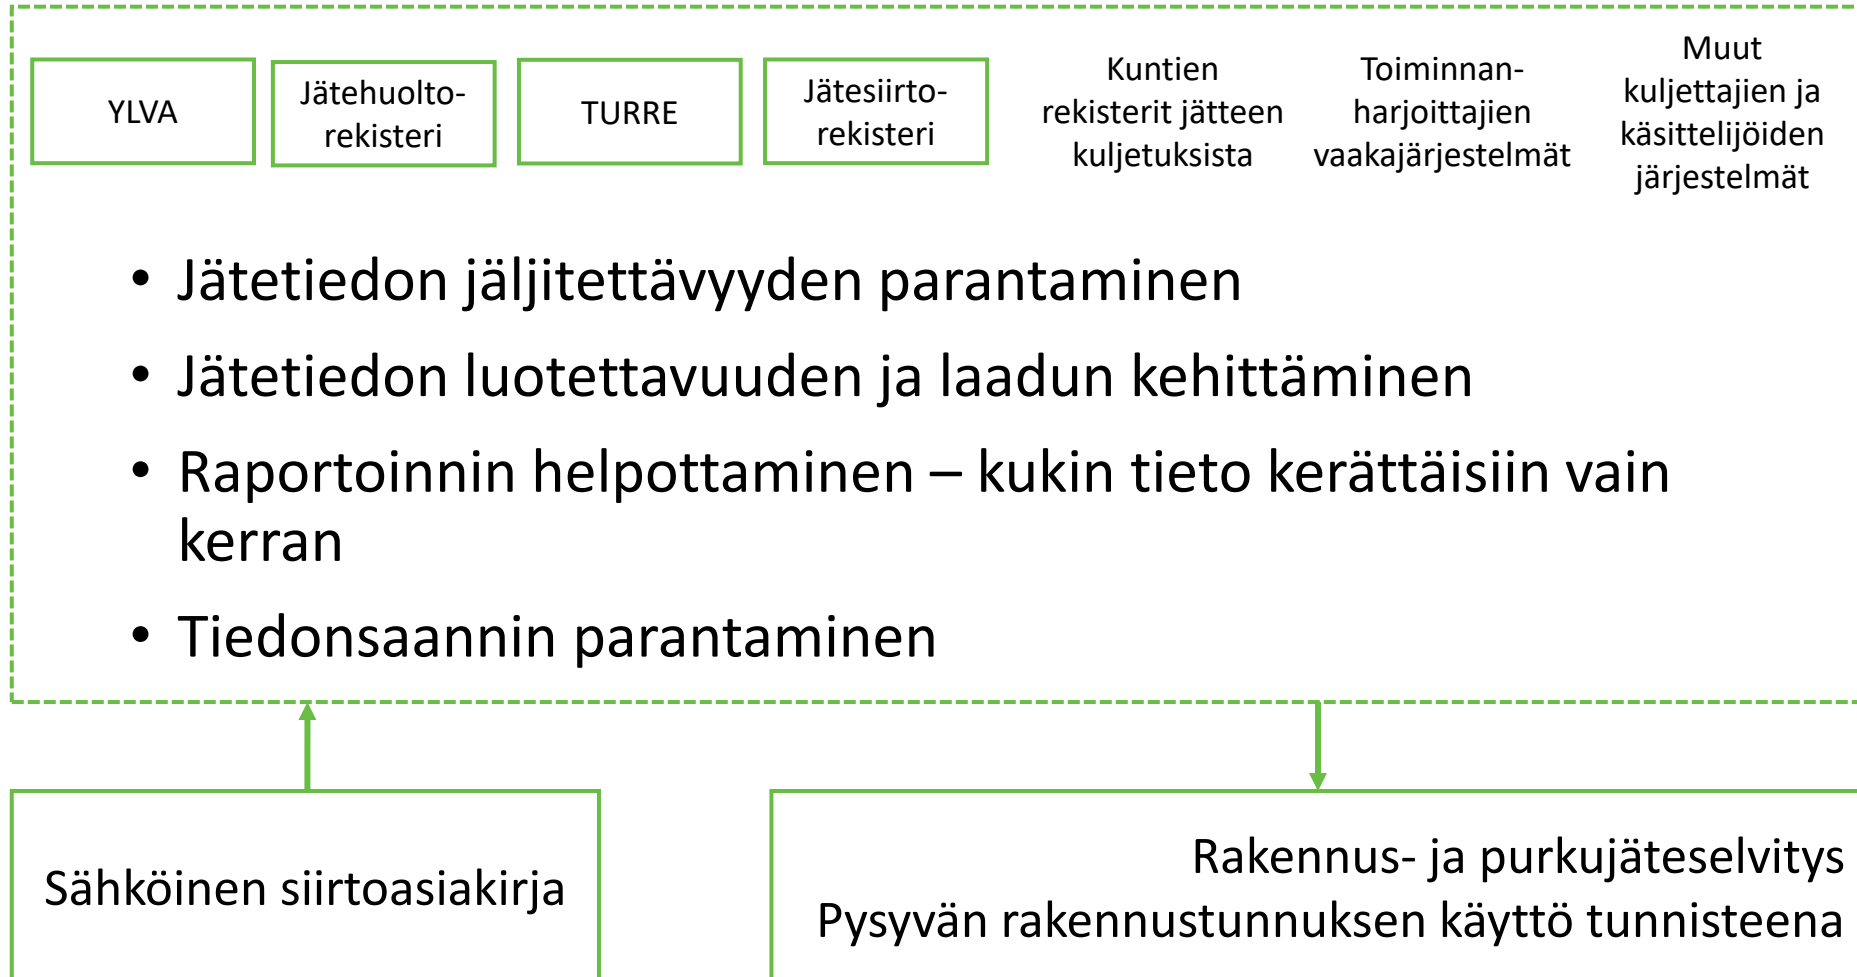 YLVA
Jätehuolto-
rekisteri
TURRE
Jätesiirto-
rekisteri
Kuntien
rekisterit jätteen
kuljetuksista
Toiminnan-
harjoittajien
vaakajärjestelmät
Muut
kuljettajien ja
käsittelijöiden
järjestelmät
• Jätetiedon jäljitettävyyden parantaminen
• Jätetiedon luotettavuuden ja laadun kehittäminen
• Raportoinnin helpottaminen – kukin tieto kerättäisiin vain
kerran
• Tiedonsaannin parantaminen
Sähköinen siirtoasiakirja
Rakennus- ja purkujäteselvitys
Pysyvän rakennustunnuksen käyttö tunnisteena